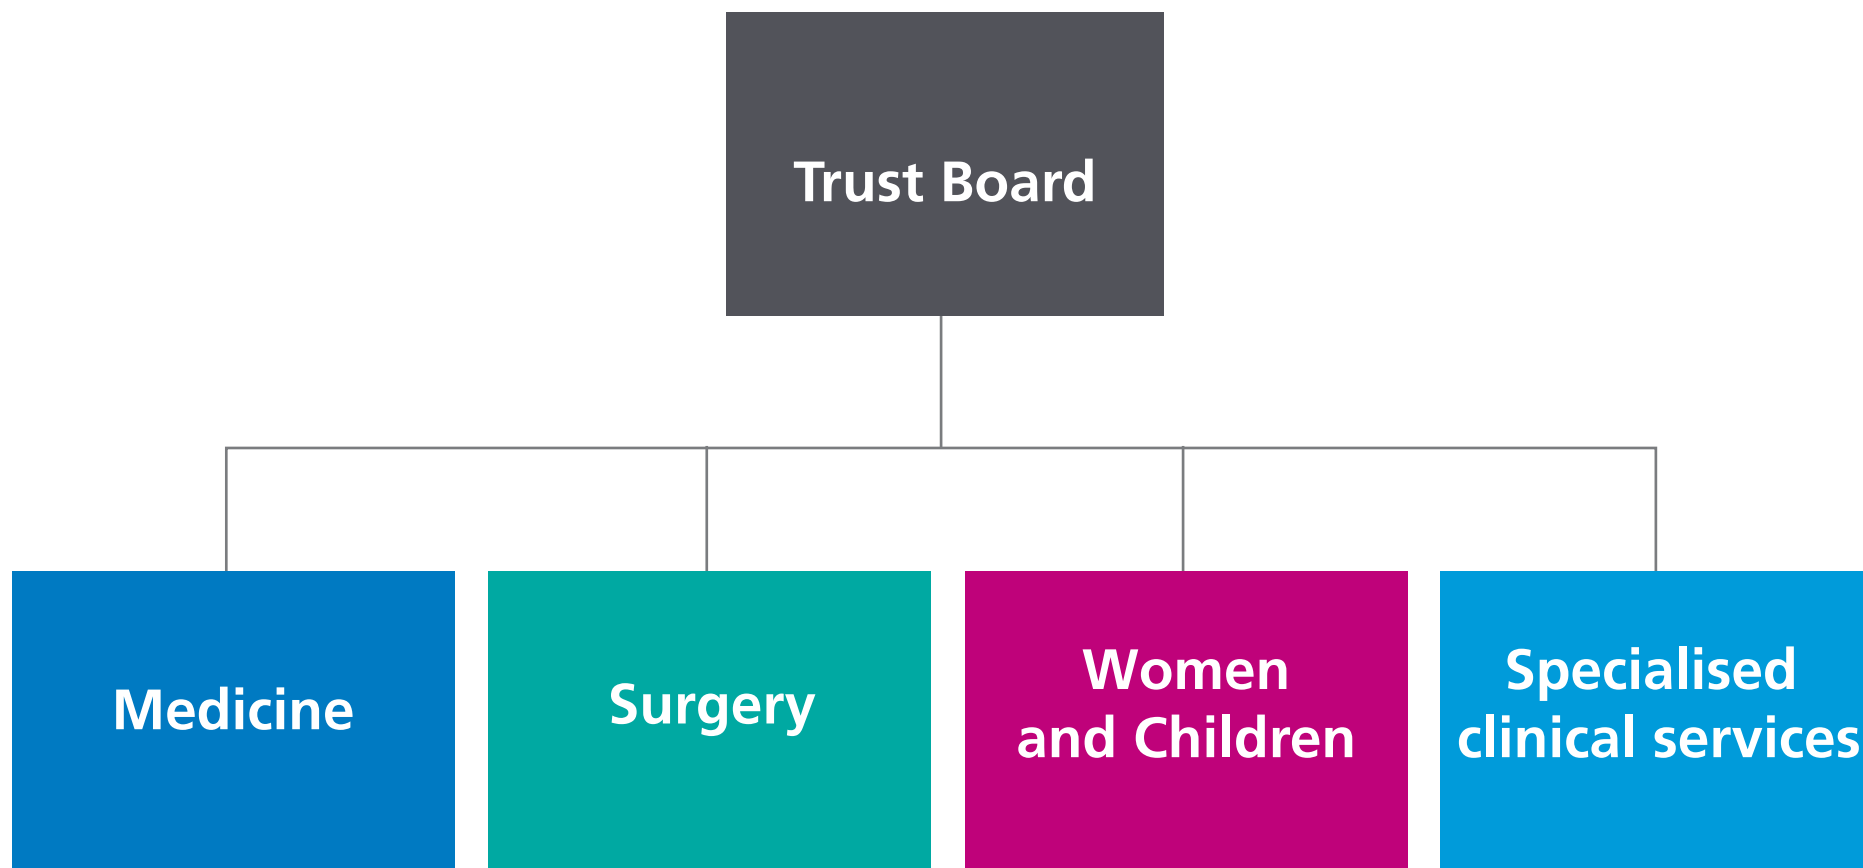 Trust Board
Medicine
Surgery
Women
and Children
Specialised
clinical services